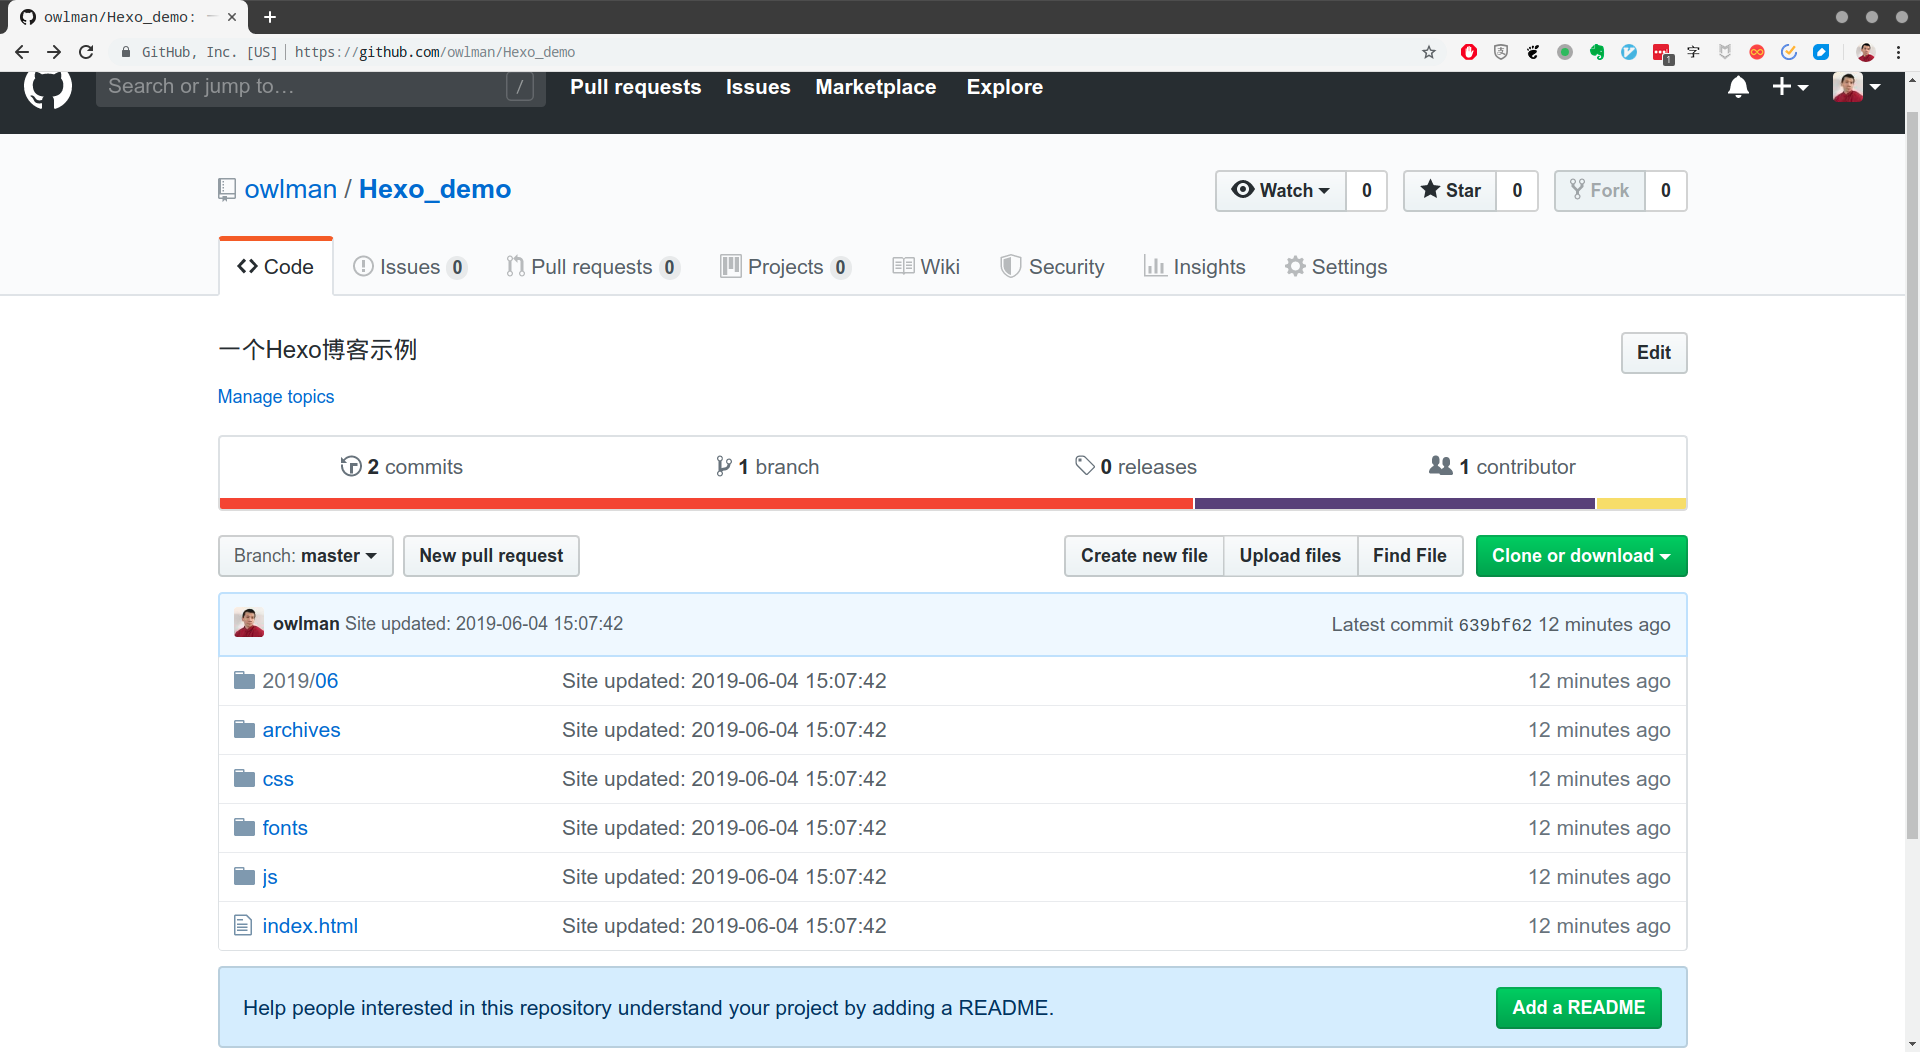 owlman/Hexo_demo: 一
GitHub, Inc. [US] | https://github.com/owlman/Hexo_demo
1
字
Search or jump to… /
Pull requests Issues Marketplace Explore
owlman / Hexo_demo
Watch 0 Star 0 Fork 0
Code Issues 0 Pull requests 0 Projects 0 Wiki Security Insights Settings
一个Hexo博客示例
Edit
Manage topics
2 commits 1 branch 0 releases 1 contributor
Branch: master New pull request Create new file Upload files Find File Clone or download
owlman Site updated: 2019-06-04 15:07:42 Latest commit 639bf62 12 minutes ago
2019/06 Site updated: 2019-06-04 15:07:42 12 minutes ago
archives Site updated: 2019-06-04 15:07:42 12 minutes ago
css Site updated: 2019-06-04 15:07:42 12 minutes ago
fonts Site updated: 2019-06-04 15:07:42 12 minutes ago
js Site updated: 2019-06-04 15:07:42 12 minutes ago
index.html Site updated: 2019-06-04 15:07:42 12 minutes ago
Help people interested in this repository understand your project by adding a README. Add a README